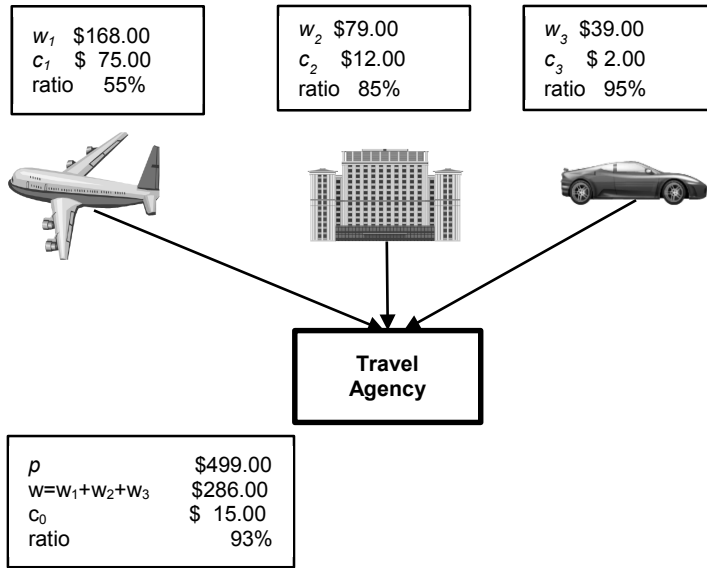 w₁ $168.00
c₁ $ 75.00
ratio 55%
w₂ $79.00
c₂ $12.00
ratio 85%
w₃ $39.00
c₃ $ 2.00
ratio 95%
Travel
Agency
p $499.00
w=w₁+w₂+w₃ $286.00
c₀ $ 15.00
ratio 93%